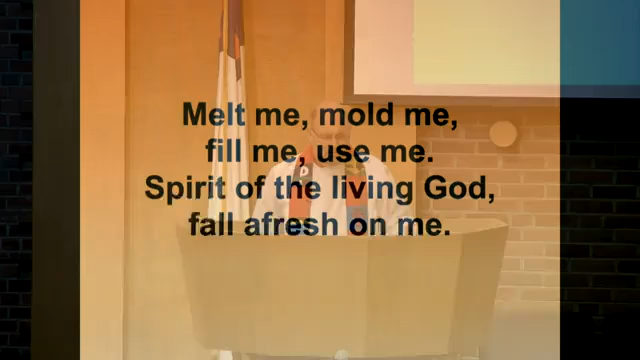 Melt me, mold me,
fill me, use me.
Spirit of the living God,
fall afresh on me.